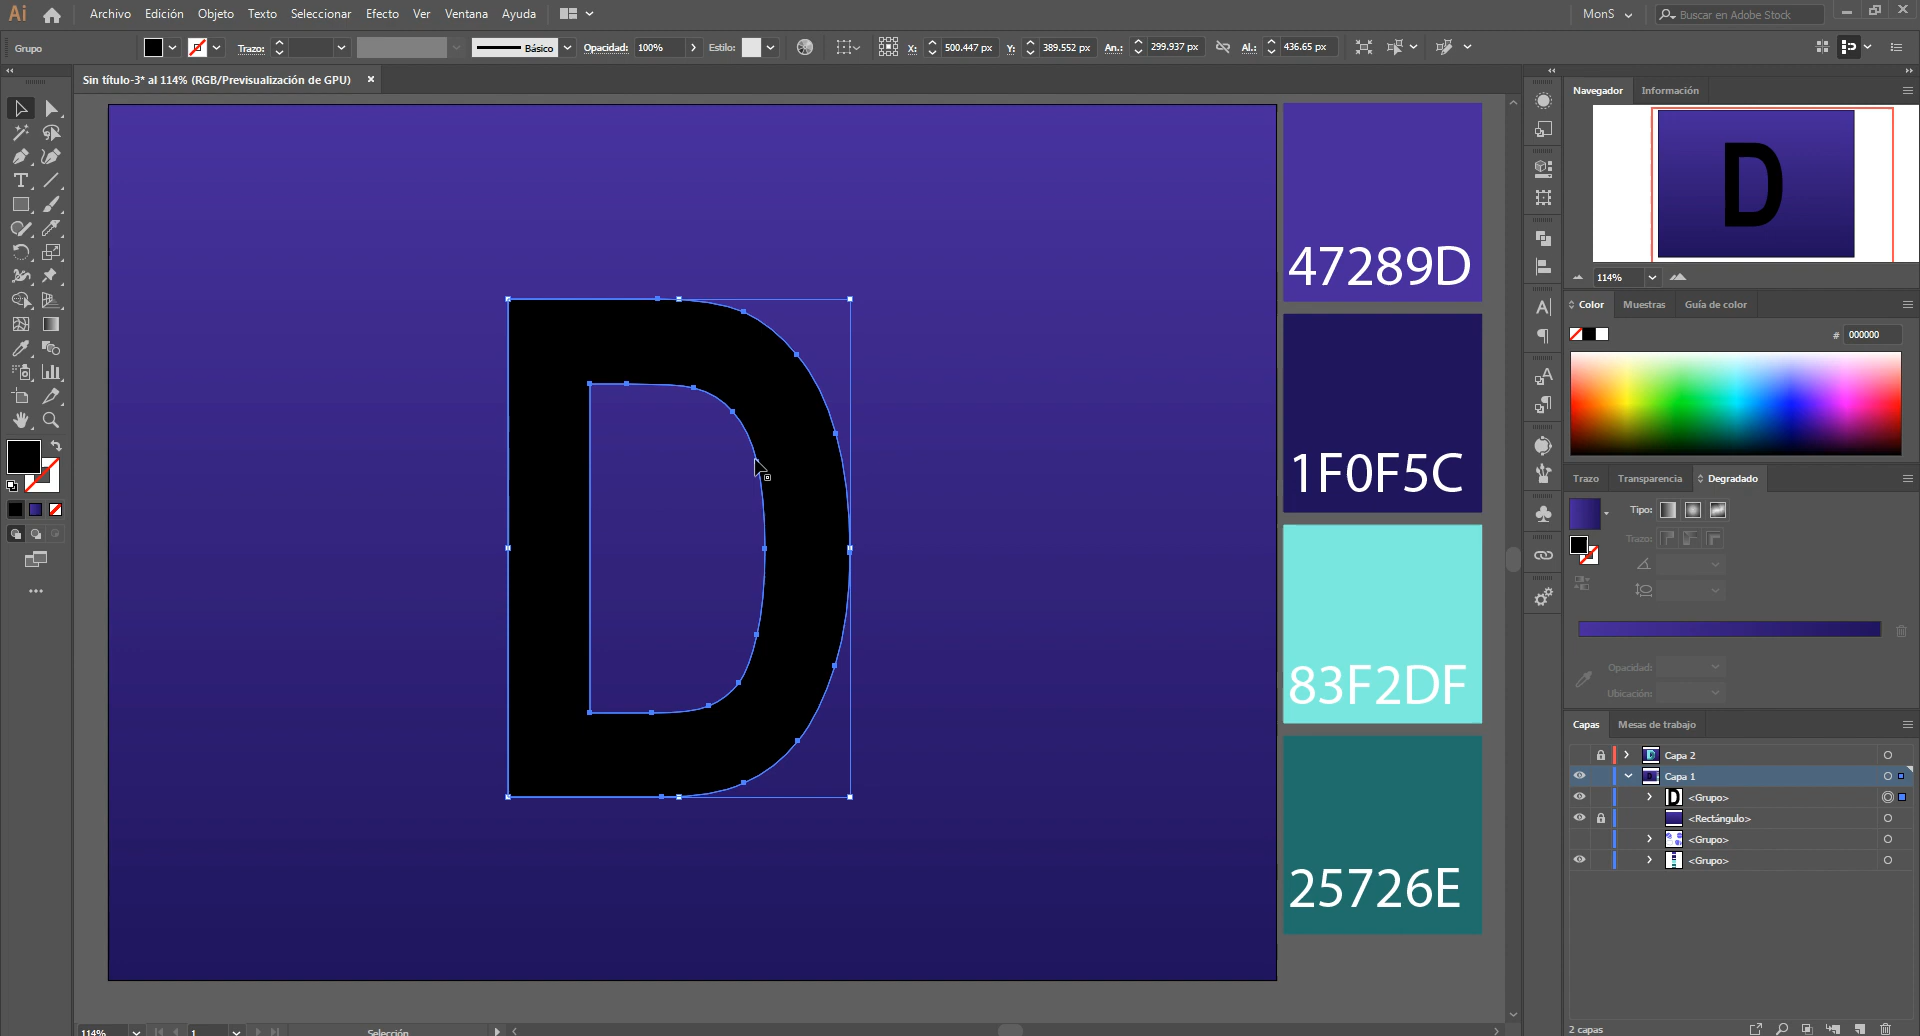 Ai Archivo Edición Objeto Texto Seleccionar Efecto Ver Ventana Ayuda MonS Buscar en Adobe Stock
Grupo Trazo: Básico Opacidad: 100% Estilo: X: 500.447 px Y: 389.552 px An.: 299.937 px Al.: 436.65 px
Sin título-3* al 114% (RGB/Previsualización de GPU)
D
47289D
1F0F5C
83F2DF
25726E
Navegador Información
D
114%
Color Muestras Guía de color
# 000000
Trazo Transparencia Degradado
Tipo:
Trazo:
Opacidad:
Ubicación:
Capas Mesas de trabajo
Capa 2
Capa 1
<Grupo>
<Rectángulo>
<Grupo>
<Grupo>
114% 1 Selección
2 capas